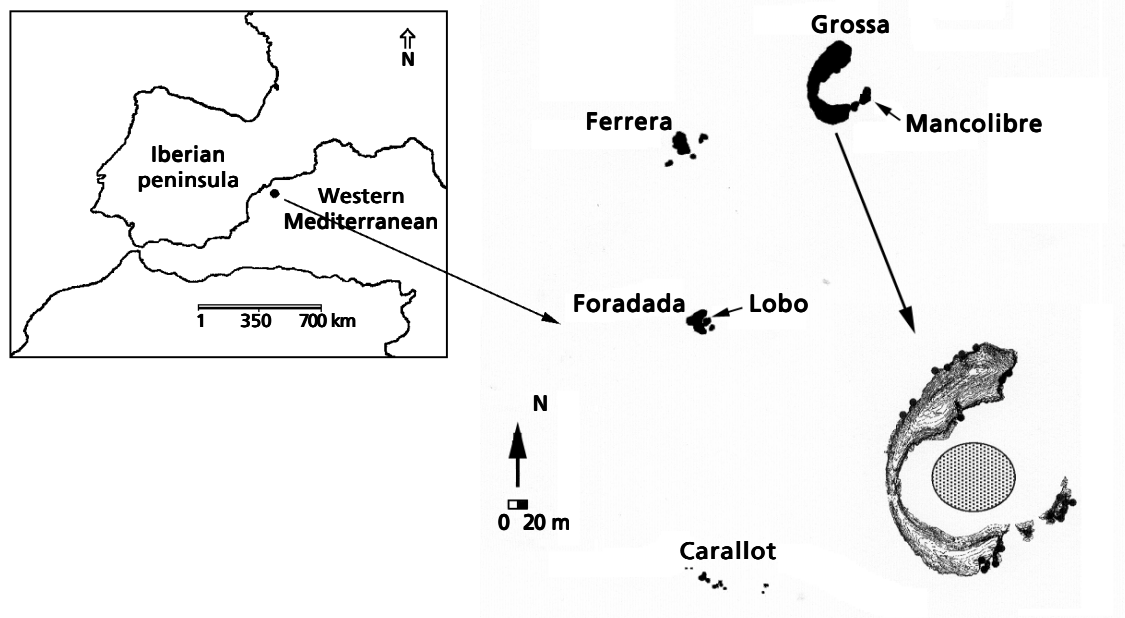 N
Iberian
peninsula
Western
Mediterranean
1 350 700 km
Grossa
Mancolibre
Ferrera
Foradada
Lobo
N
0 20 m
Carallot